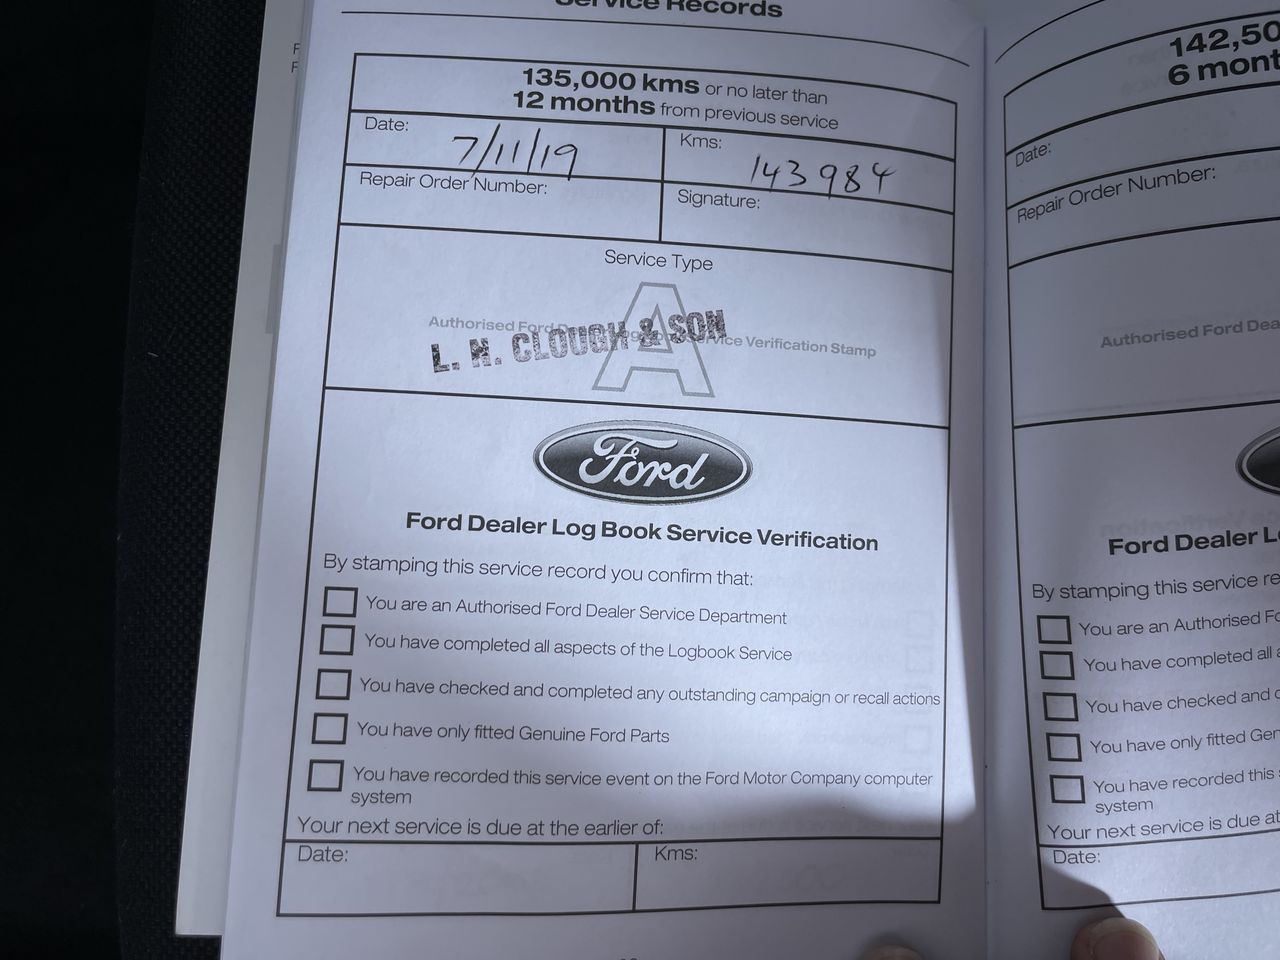 Service Records
135,000 kms or no later than
12 months from previous service
Date: 7/11/19
Kms: 143984
Repair Order Number:
Signature:
Service Type
A
Authorised Ford Dealer Logbook Service Verification Stamp
L. N. CLOUGH & SON
Ford
Ford Dealer Log Book Service Verification
By stamping this service record you confirm that:
You are an Authorised Ford Dealer Service Department
You have completed all aspects of the Logbook Service
You have checked and completed any outstanding campaign or recall actions
You have only fitted Genuine Ford Parts
You have recorded this service event on the Ford Motor Company computer
system
Your next service is due at the earlier of:
Date:
Kms:
142,50
6 mont
Date:
Repair Order Number:
Authorised Ford Dea
Ford Dealer L
By stamping this service re
You are an Authorised Fo
You have completed all
You have checked and
You have only fitted Gen
You have recorded this
system
Your next service is due at
Date: